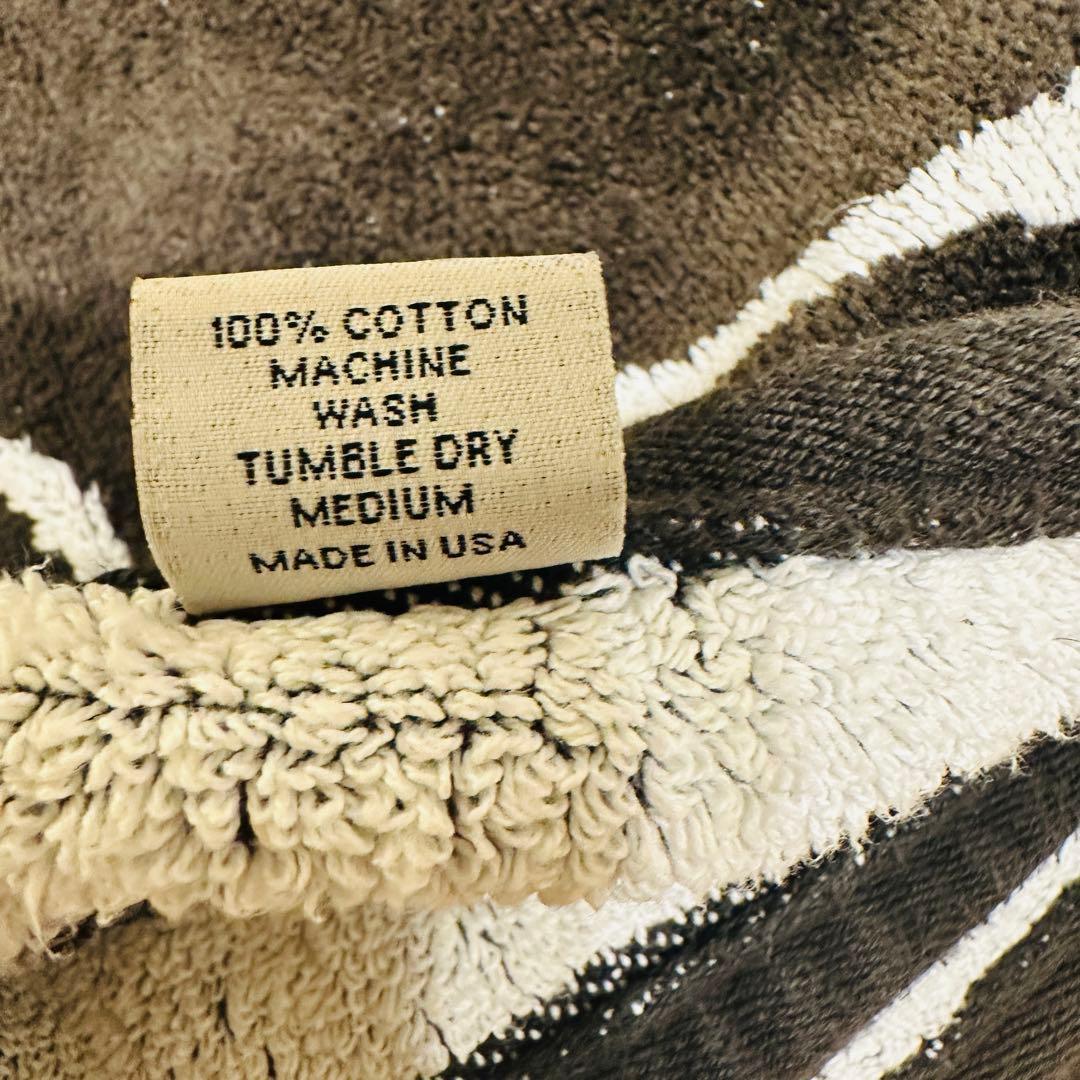 100% COTTON
MACHINE
WASH
TUMBLE DRY
MEDIUM
MADE IN USA